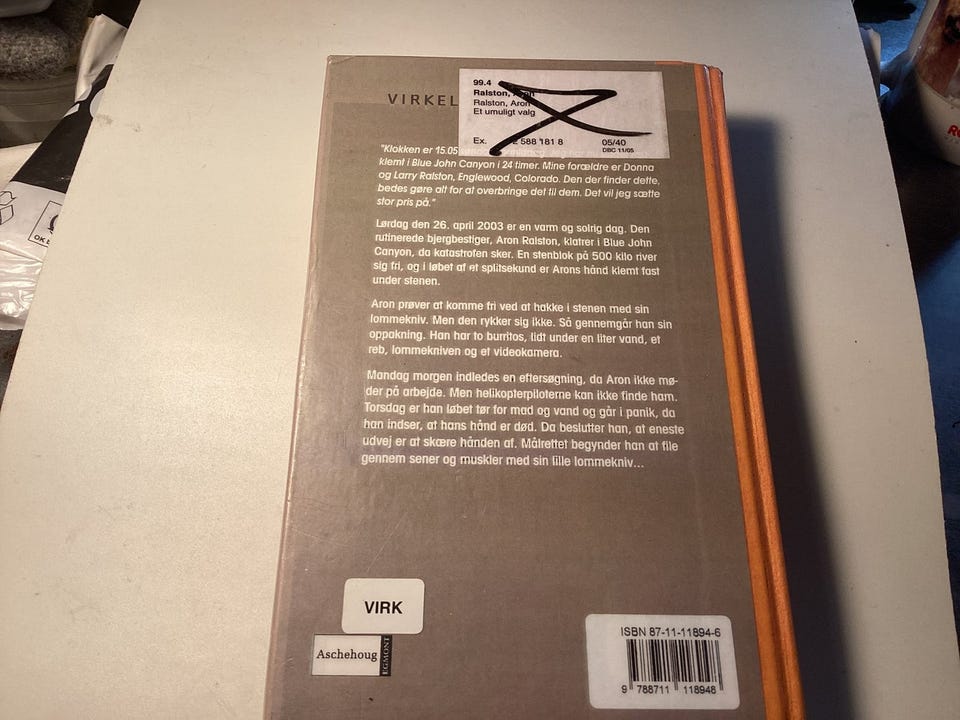 VIRKEL
99.4
Ralston, Aron
Ralston, Aron
Et umuligt valg
Ex. 2 588 181 8
05/40
DBC 11/05
"Klokken er 15.05
klemt i Blue John Canyon i 24 timer. Mine forældre er Donna
og Larry Ralston, Englewood, Colorado. Den der finder dette,
bedes gøre alt for at overbringe det til dem. Det vil jeg sætte
stor pris på."
Lørdag den 26. april 2003 er en varm og solrig dag. Den
rutinerede bjergbestiger, Aron Ralston, klatrer i Blue John
Canyon, da katastrofen sker. En stenblok på 500 kilo river
sig fri, og i løbet af et splitsekund er Arons hånd klemt fast
under stenen.
Aron prøver at komme fri ved at hakke i stenen med sin
lommekniv. Men den rykker sig ikke. Så gennemgår han sin
oppakning. Han har to burritos, lidt under en liter vand, et
reb, lommekniven og et videokamera.
Mandag morgen indledes en eftersøgning, da Aron ikke mø-
der på arbejde. Men helikopterpiloterne kan ikke finde ham.
Torsdag er han løbet tør for mad og vand og går i panik, da
han indser, at hans hånd er død. Da beslutter han, at eneste
udvej er at skære hånden af. Målrettet begynder han at file
gennem sener og muskler med sin lille lommekniv...
VIRK
Aschehoug
EGMONT
ISBN 87-11-11894-6
9 788711 118948